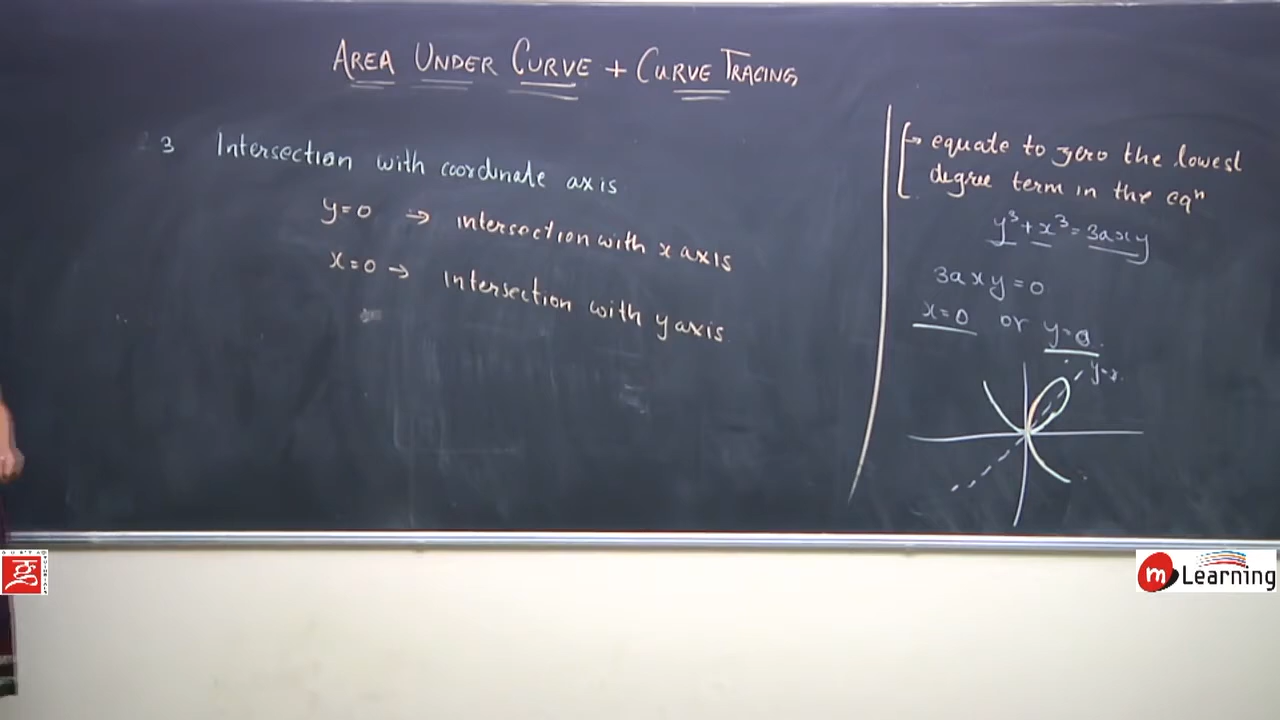 AREA UNDER CURVE + CURVE TRACING
3 Intersection with coordinate axis
y=0 → intersection with x axis
x=0 → intersection with y axis
→ equate to zero the lowest
degree term in the eqⁿ
y³ + x³ = 3axy
3axy = 0
x=0 or y=0
m Learning